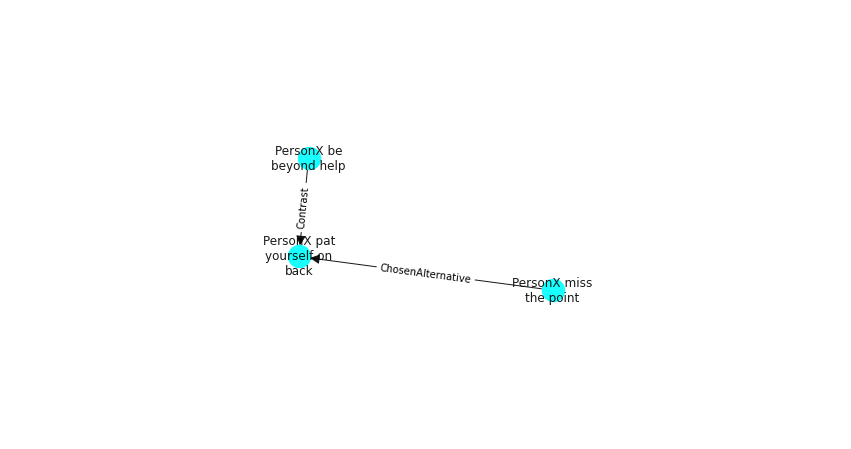 PersonX be
beyond help
Contrast
PersonX pat
yourself on
back
ChosenAlternative
PersonX miss
the point